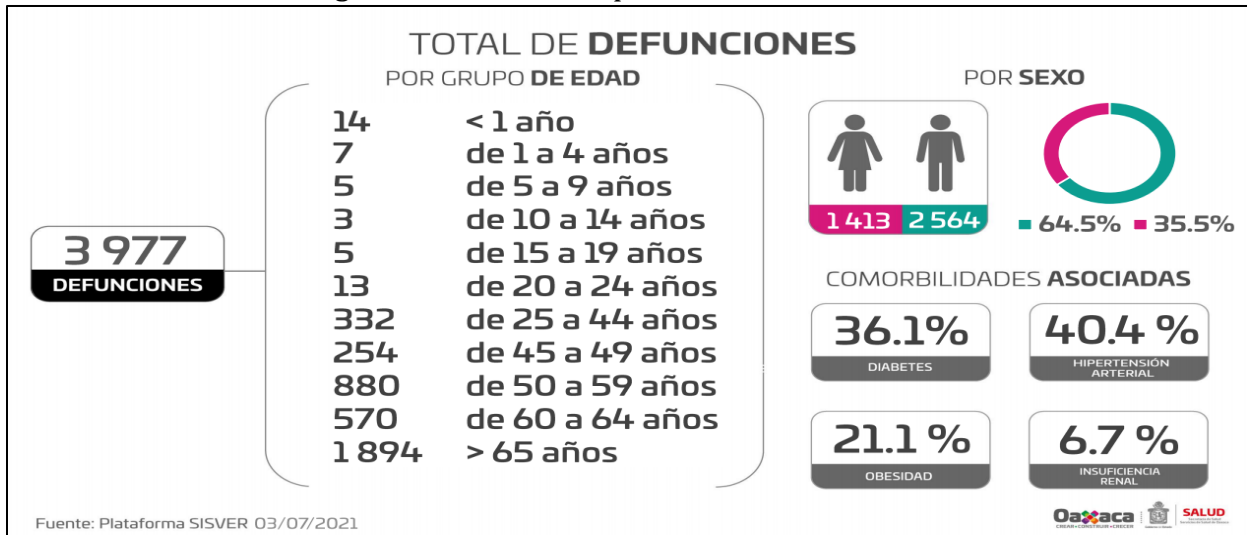 TOTAL DE DEFUNCIONES
POR GRUPO DE EDAD
3 977
DEFUNCIONES
14 < 1 año
7 de 1 a 4 años
5 de 5 a 9 años
3 de 10 a 14 años
5 de 15 a 19 años
13 de 20 a 24 años
332 de 25 a 44 años
254 de 45 a 49 años
880 de 50 a 59 años
570 de 60 a 64 años
1 894 > 65 años
POR SEXO
1 413 2 564
64.5% 35.5%
COMORBILIDADES ASOCIADAS
36.1%
DIABETES
40.4 %
HIPERTENSIÓN
ARTERIAL
21.1 %
OBESIDAD
6.7 %
INSUFICIENCIA
RENAL
Fuente: Plataforma SISVER 03/07/2021
Oaxaca
CREAR•CONSTRUIR•CRECER
SALUD